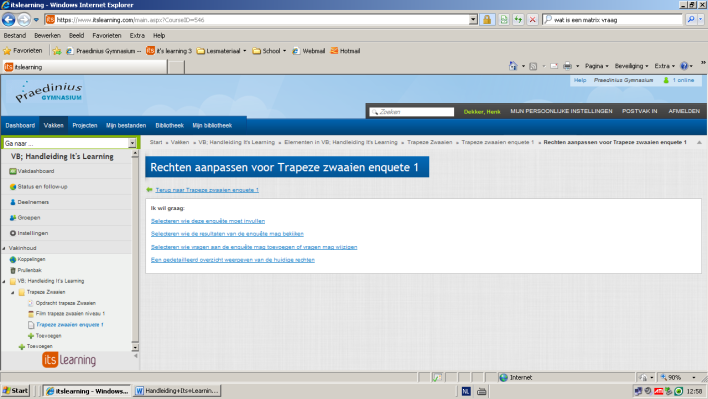 itslearning - Windows Internet Explorer
https://www.itslearning.com/main.aspx?CourseID=546
wat is een matrix vraag
Bestand Bewerken Beeld Favorieten Extra Help
Favorieten Praedinius Gymnasium -- it's learning 3 Lesmateriaal School Webmail Hotmail
itslearning
Pagina Beveiliging Extra
Help Praedinius Gymnasium 1 online
Praedinius
GYMNASIUM
Zoeken Dekker, Henk MIJN PERSOONLIJKE INSTELLINGEN POSTVAK IN AFMELDEN
Dashboard Vakken Projecten Mijn bestanden Bibliotheek Mijn bibliotheek
Ga naar ...
Start » Vakken » VB; Handleiding It's Learning » Elementen in VB; Handleiding It's Learning » Trapeze Zwaaien » Trapeze zwaaien enquete 1 » Rechten aanpassen voor Trapeze zwaaien enquete 1
VB; Handleiding It's Learning
Vakdashboard
Status en follow-up
Deelnemers
Groepen
Instellingen
Vakinhoud
Koppelingen
Prullenbak
VB; Handleiding It's Learning
Trapeze Zwaaien
Opdracht trapeze Zwaaien
Film trapeze zwaaien niveau 1
Trapeze zwaaien enquete 1
Toevoegen
Toevoegen
its Learning
Rechten aanpassen voor Trapeze zwaaien enquete 1
Terug naar Trapeze zwaaien enquete 1
Ik wil graag:
Selecteren wie deze enquête moet invullen
Selecteren wie de resultaten van de enquête mag bekijken
Selecteren wie vragen aan de enquête mag toevoegen of vragen mag wijzigen
Een gedetailleerd overzicht weergeven van de huidige rechten
Internet 90%
Start itslearning - Windows... Handleiding+Its+Learnin... NL 12:58